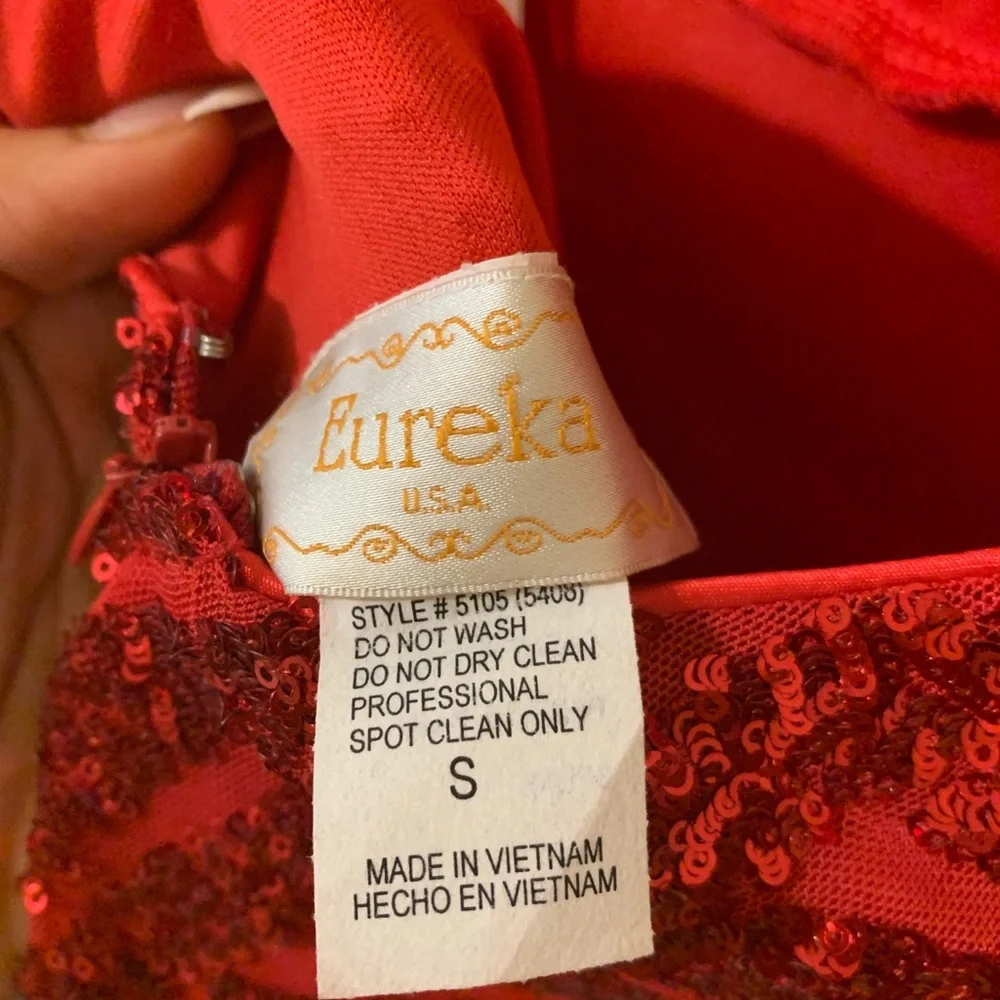 Eureka
U.S.A.
STYLE # 5105 (5408)
DO NOT WASH
DO NOT DRY CLEAN
PROFESSIONAL
SPOT CLEAN ONLY
S
MADE IN VIETNAM
HECHO EN VIETNAM